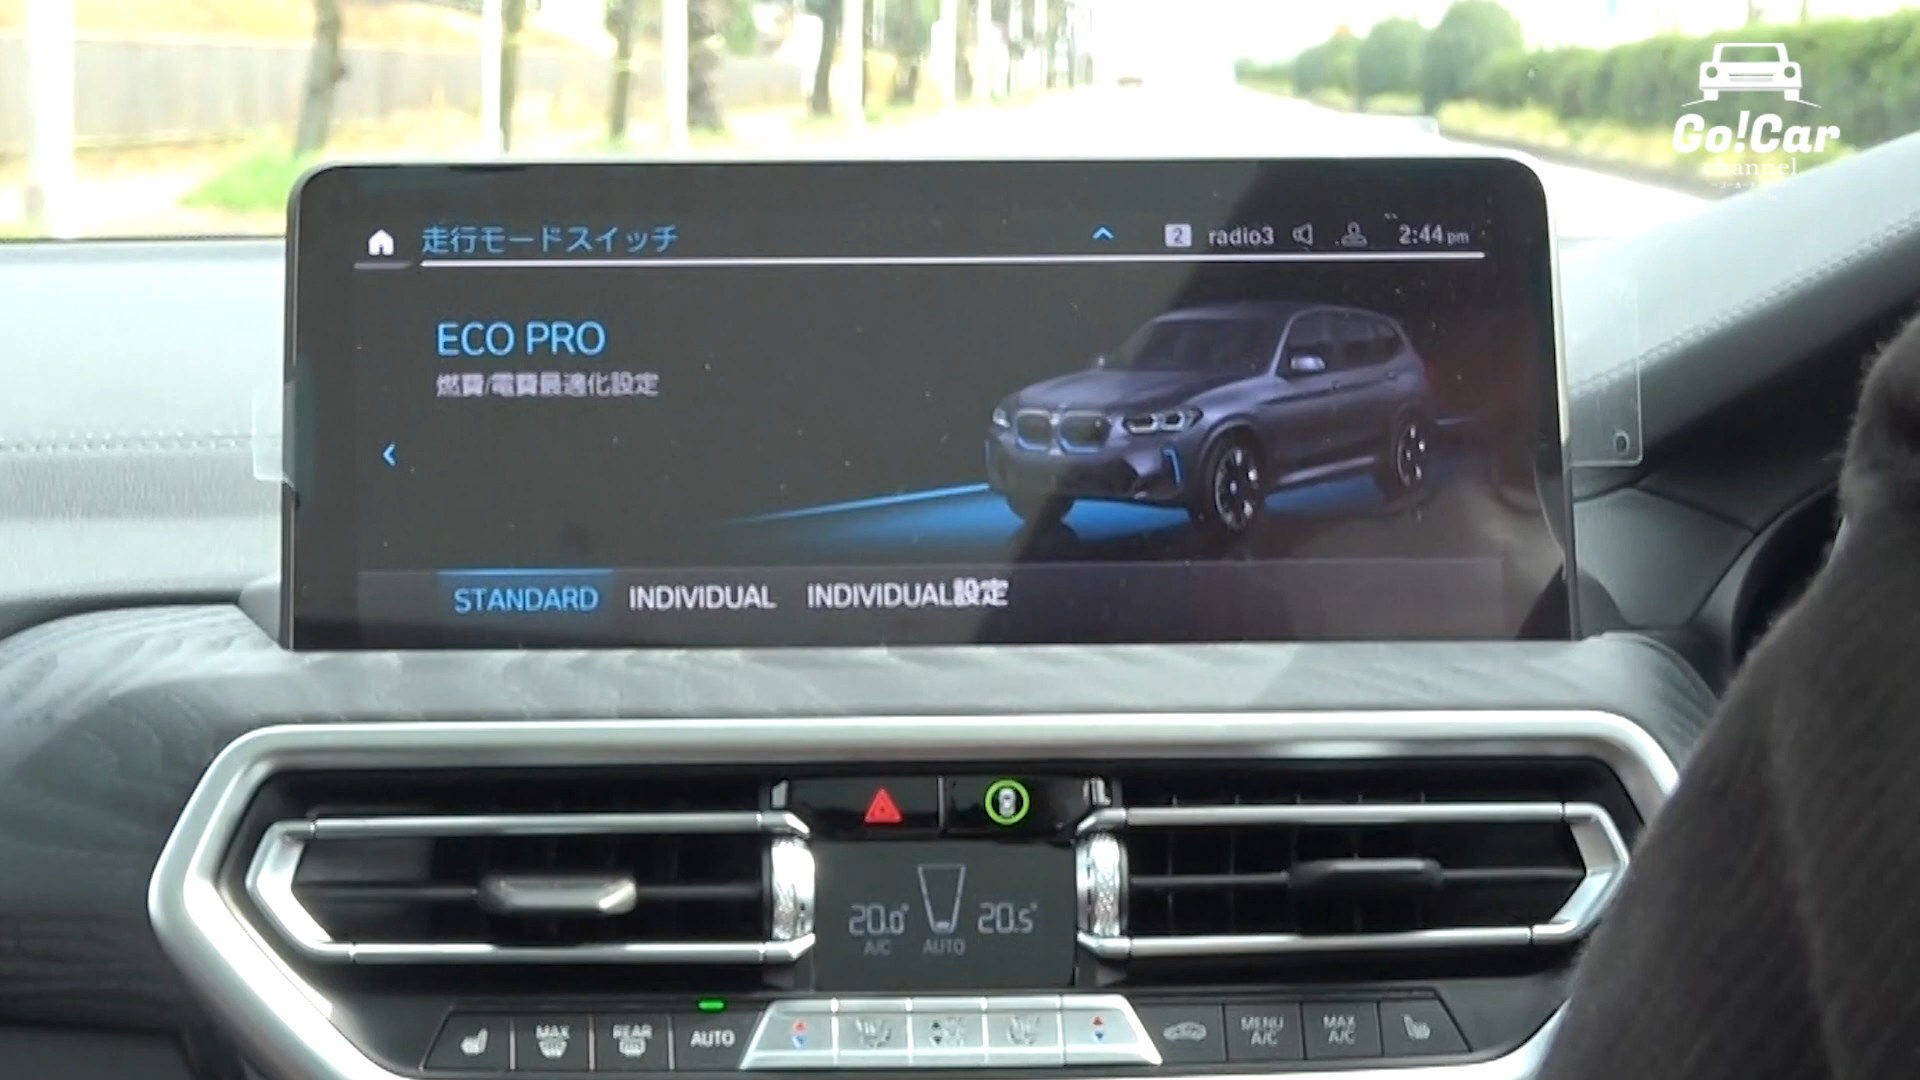 Go!Car
channel
走行モードスイッチ
2 radio3 2:44pm
ECO PRO
燃費/電費最適化設定
STANDARD INDIVIDUAL INDIVIDUAL設定
20.0° 20.5°
A/C AUTO
MAX REAR AUTO MENU A/C MAX A/C